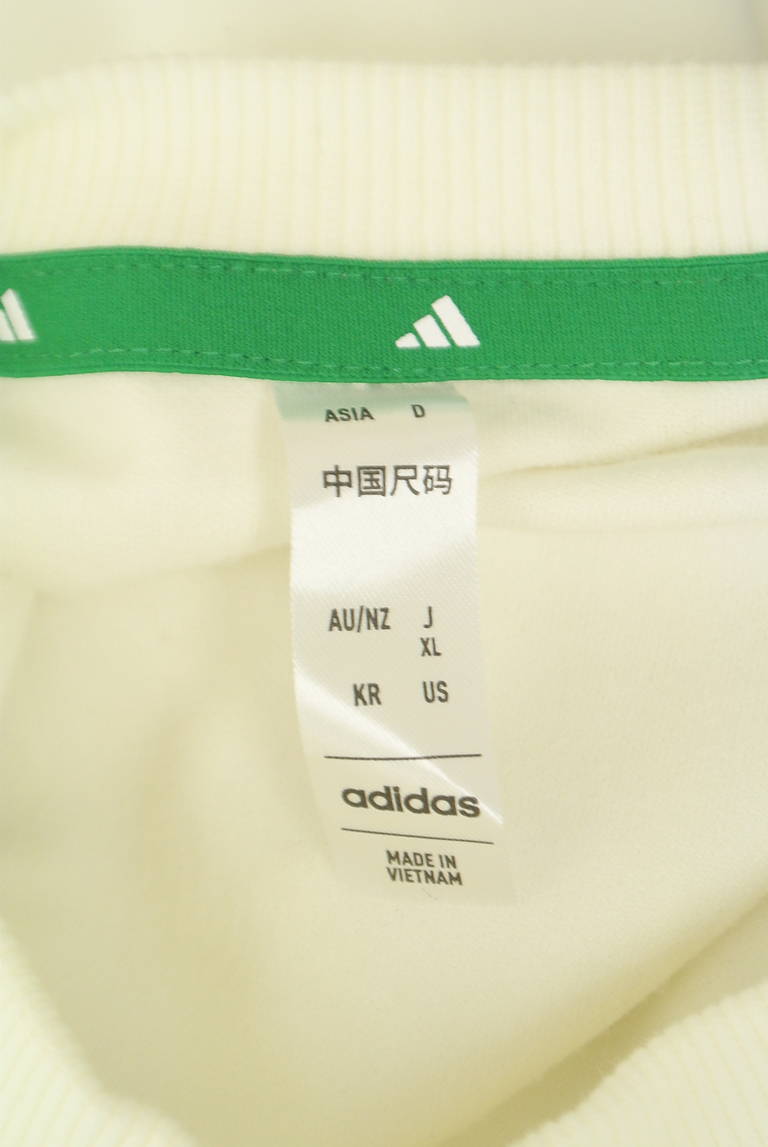 ASIA D
中国尺码
AU/NZ J
XL
KR US
adidas
MADE IN
VIETNAM